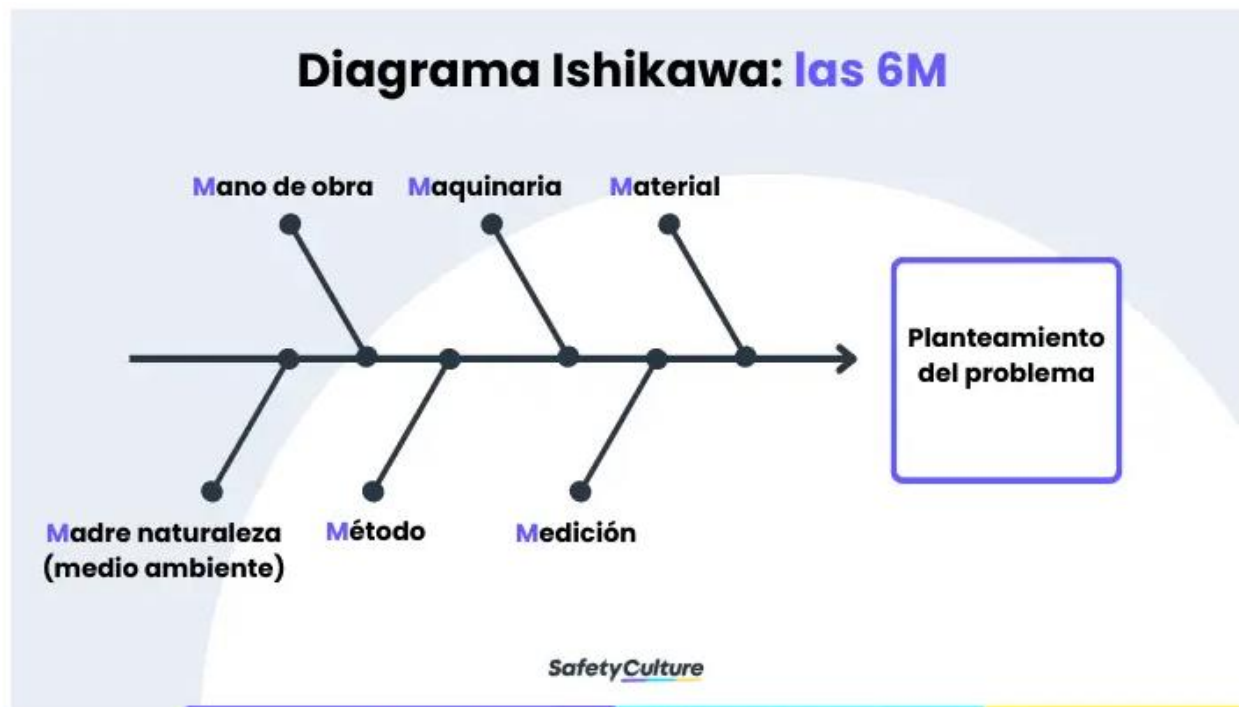 Diagrama Ishikawa: las 6M
Mano de obra
Maquinaria
Material
Planteamiento
del problema
Madre naturaleza
(medio ambiente)
Método
Medición
SafetyCulture